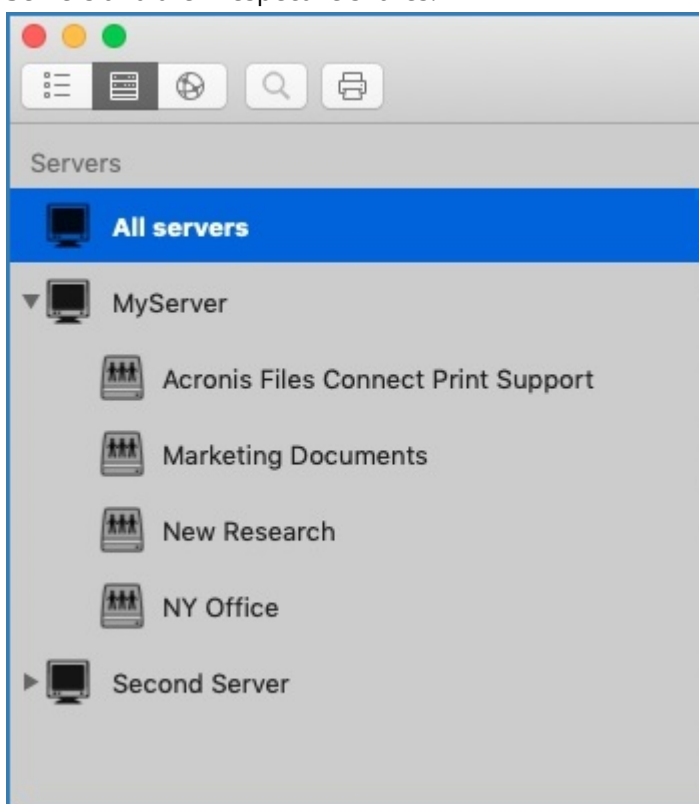 Servers
All servers
MyServer
Acronis Files Connect Print Support
Marketing Documents
New Research
NY Office
Second Server